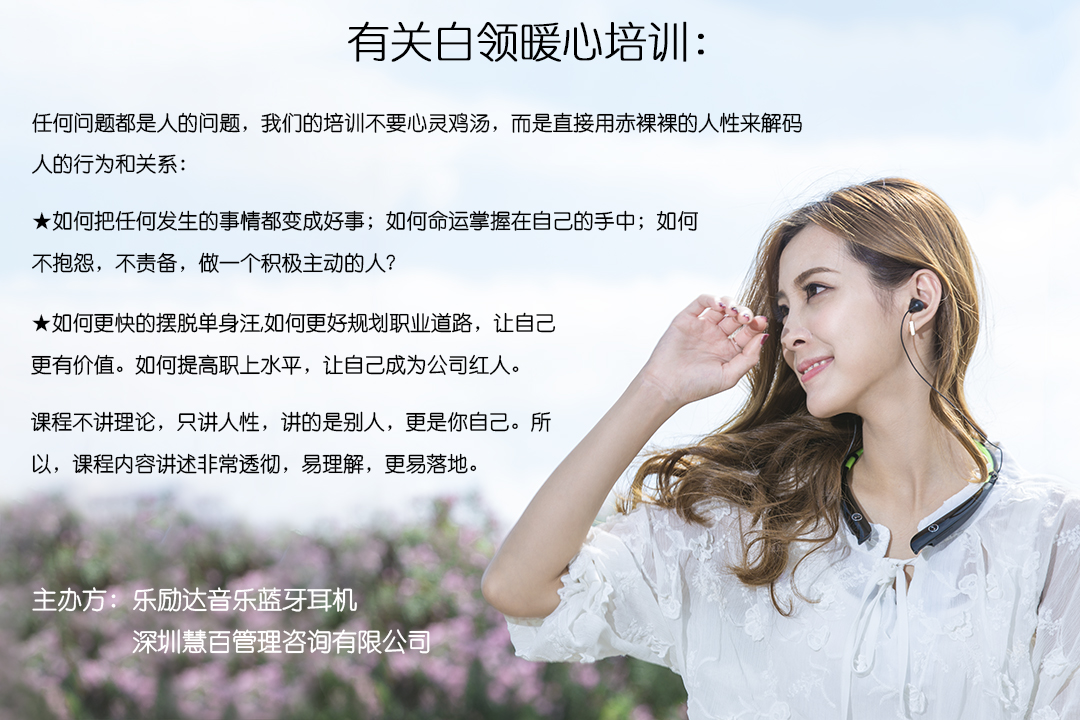 有关白领暖心培训：
任何问题都是人的问题，我们的培训不要心灵鸡汤，而是直接用赤裸裸的人性来解码
人的行为和关系：
★如何把任何发生的事情都变成好事；如何命运掌握在自己的手中；如何
不抱怨，不责备，做一个积极主动的人?
★如何更快的摆脱单身汪,如何更好规划职业道路，让自己
更有价值。如何提高职上水平，让自己成为公司红人。
课程不讲理论，只讲人性，讲的是别人，更是你自己。所
以，课程内容讲述非常透彻，易理解，更易落地。
主办方：乐励达音乐蓝牙耳机
深圳慧百管理咨询有限公司